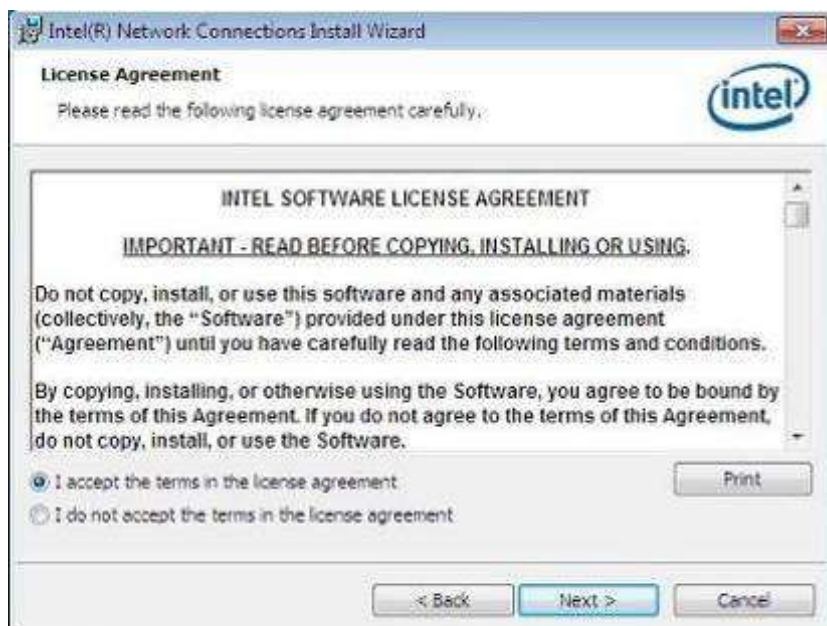 Intel(R) Network Connections Install Wizard
License Agreement
Please read the following license agreement carefully.
intel
INTEL SOFTWARE LICENSE AGREEMENT
IMPORTANT - READ BEFORE COPYING, INSTALLING OR USING.
Do not copy, install, or use this software and any associated materials
(collectively, the “Software”) provided under this license agreement
(“Agreement”) until you have carefully read the following terms and conditions.
By copying, installing, or otherwise using the Software, you agree to be bound by
the terms of this Agreement. If you do not agree to the terms of this Agreement,
do not copy, install, or use the Software.
I accept the terms in the license agreement
Print
I do not accept the terms in the license agreement
< Back
Next >
Cancel